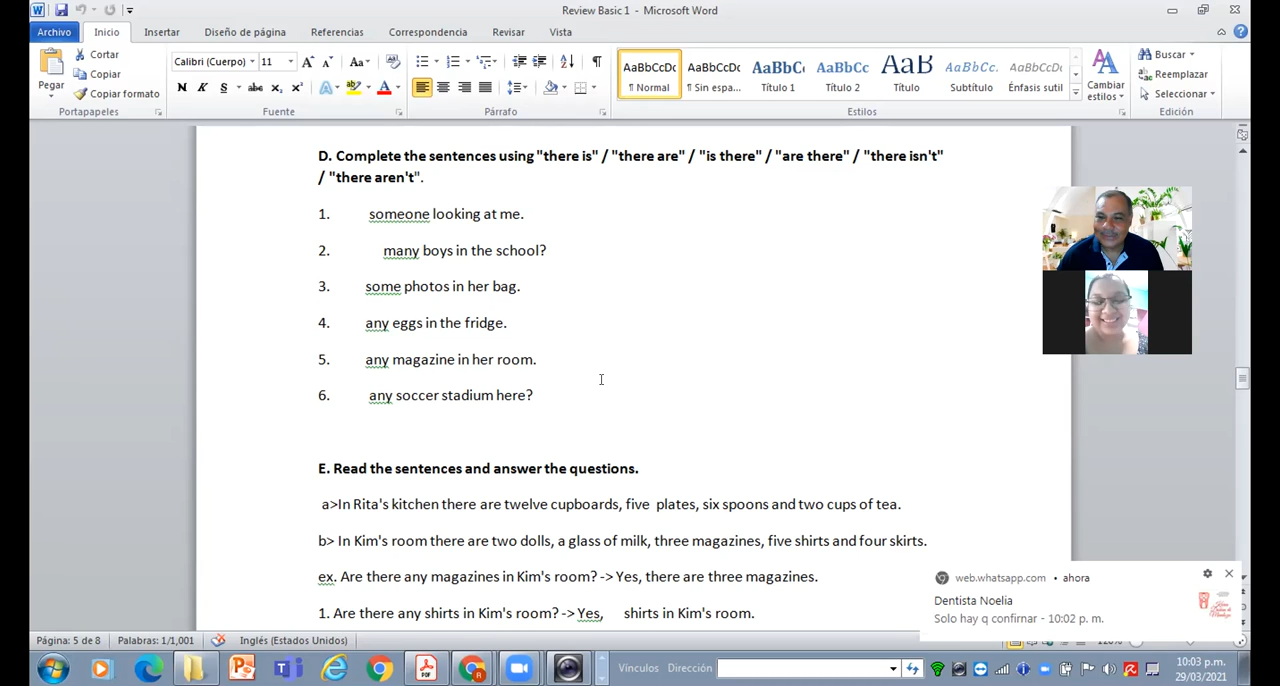 Review Basic 1 - Microsoft Word
Archivo Inicio Insertar Diseño de página Referencias Correspondencia Revisar Vista
Pegar
Cortar
Copiar
Copiar formato
Portapapeles
Calibri (Cuerpo) 11
Fuente
Párrafo
AaBbCcDc AaBbCcDc AaBbC AaBbCc AaB AaBbCc. AaBbCcDc
¶ Normal ¶ Sin espa... Título 1 Título 2 Título Subtítulo Énfasis sutil
Cambiar estilos
Estilos
Buscar
Reemplazar
Seleccionar
Edición
D. Complete the sentences using "there is" / "there are" / "is there" / "are there" / "there isn't"
/ "there aren't".
1. someone looking at me.
2. many boys in the school?
3. some photos in her bag.
4. any eggs in the fridge.
5. any magazine in her room.
6. any soccer stadium here?
E. Read the sentences and answer the questions.
a>In Rita's kitchen there are twelve cupboards, five plates, six spoons and two cups of tea.
b> In Kim's room there are two dolls, a glass of milk, three magazines, five shirts and four skirts.
ex. Are there any magazines in Kim's room? -> Yes, there are three magazines.
1. Are there any shirts in Kim's room? -> Yes, shirts in Kim's room.
web.whatsapp.com • ahora
Dentista Noelia
Solo hay q confirmar - 10:02 p. m.
Página: 5 de 8 Palabras: 1/1,001 Inglés (Estados Unidos)
Vínculos Dirección
10:03 p.m.
29/03/2021